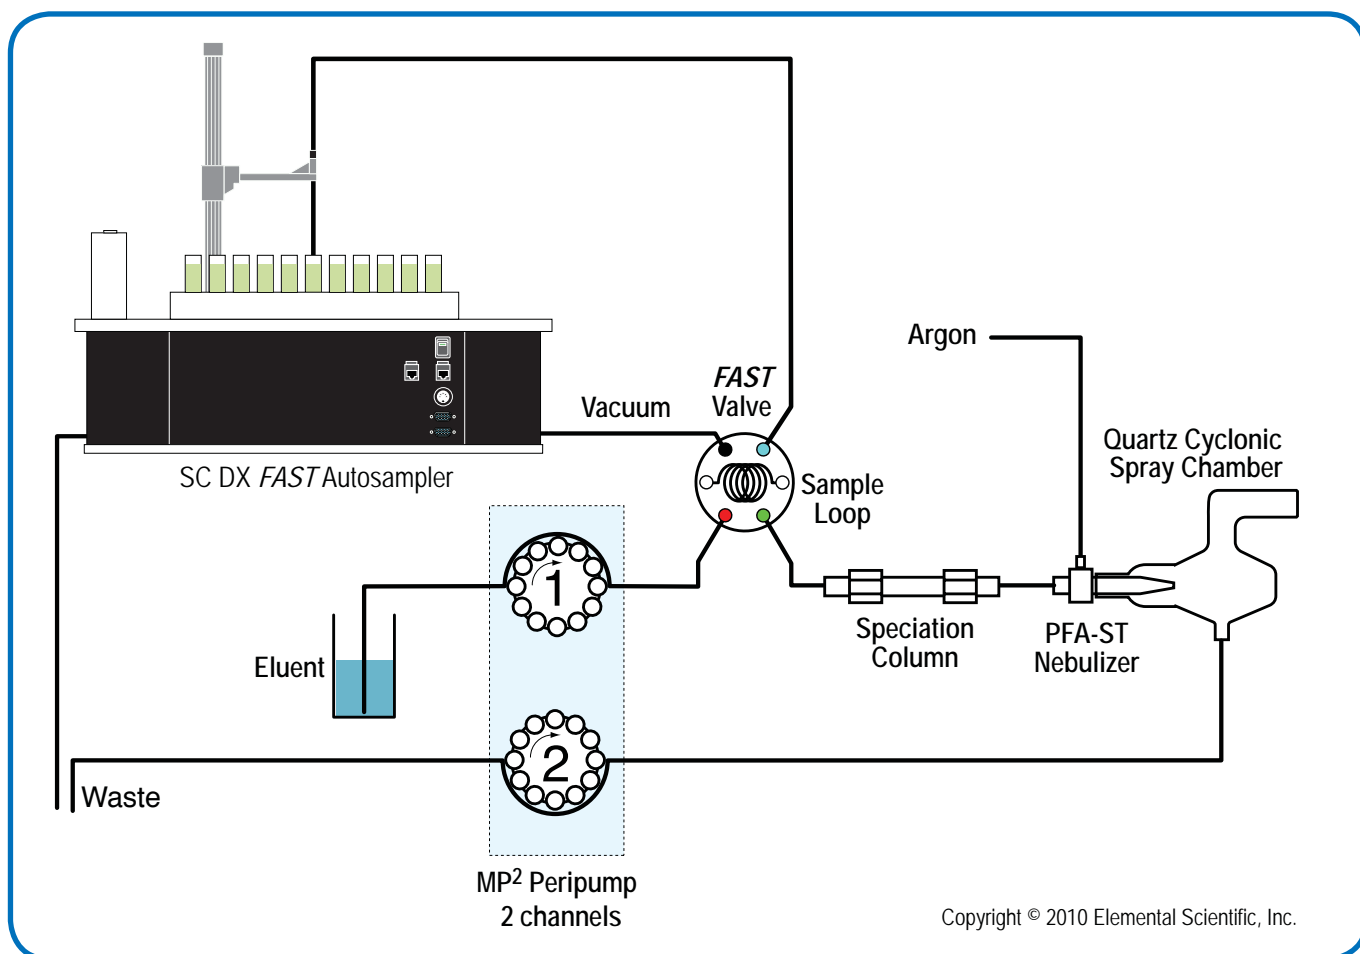 Argon
FAST
Valve
Vacuum
Quartz Cyclonic
Spray Chamber
SC DX FAST Autosampler
Sample
Loop
1
Speciation
Column
PFA-ST
Nebulizer
Eluent
2
Waste
MP² Peripump
2 channels
Copyright © 2010 Elemental Scientific, Inc.